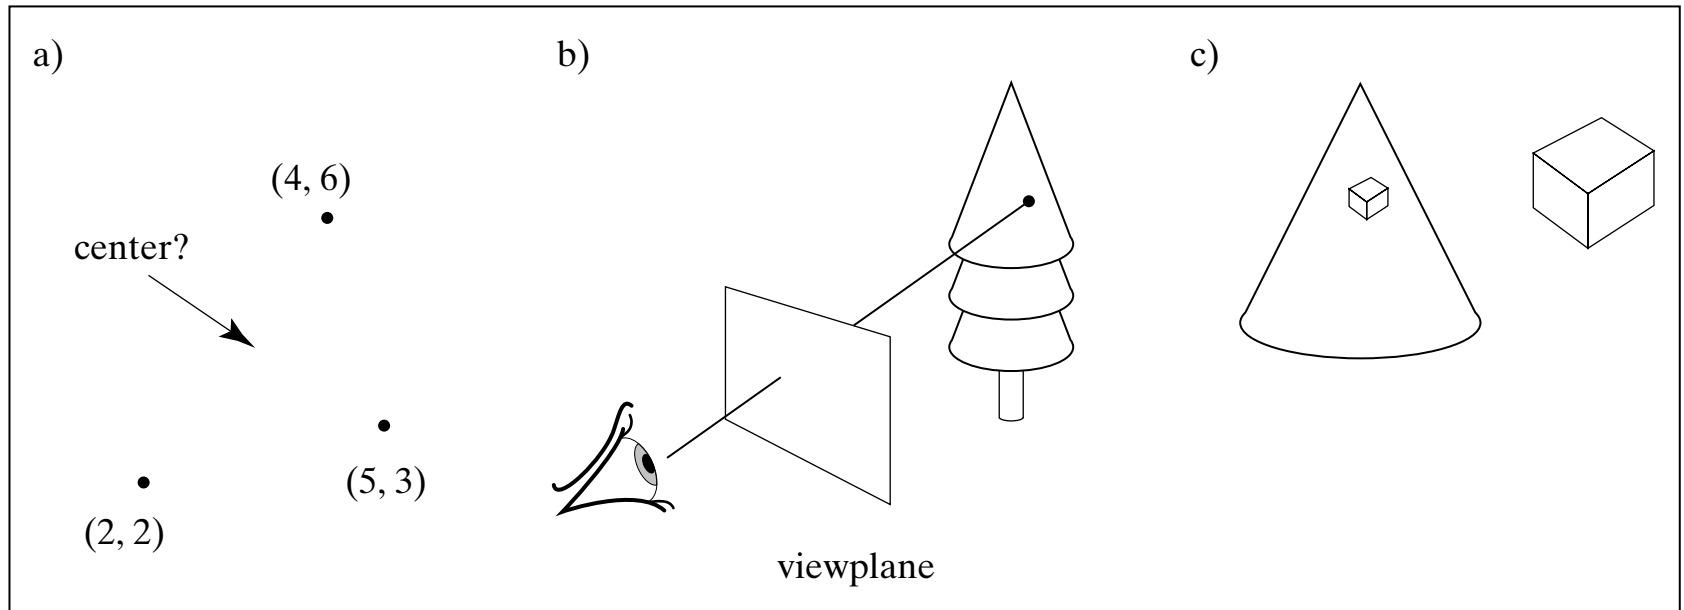 a)
(4, 6)
center?
(5, 3)
(2, 2)
b)
viewplane
c)